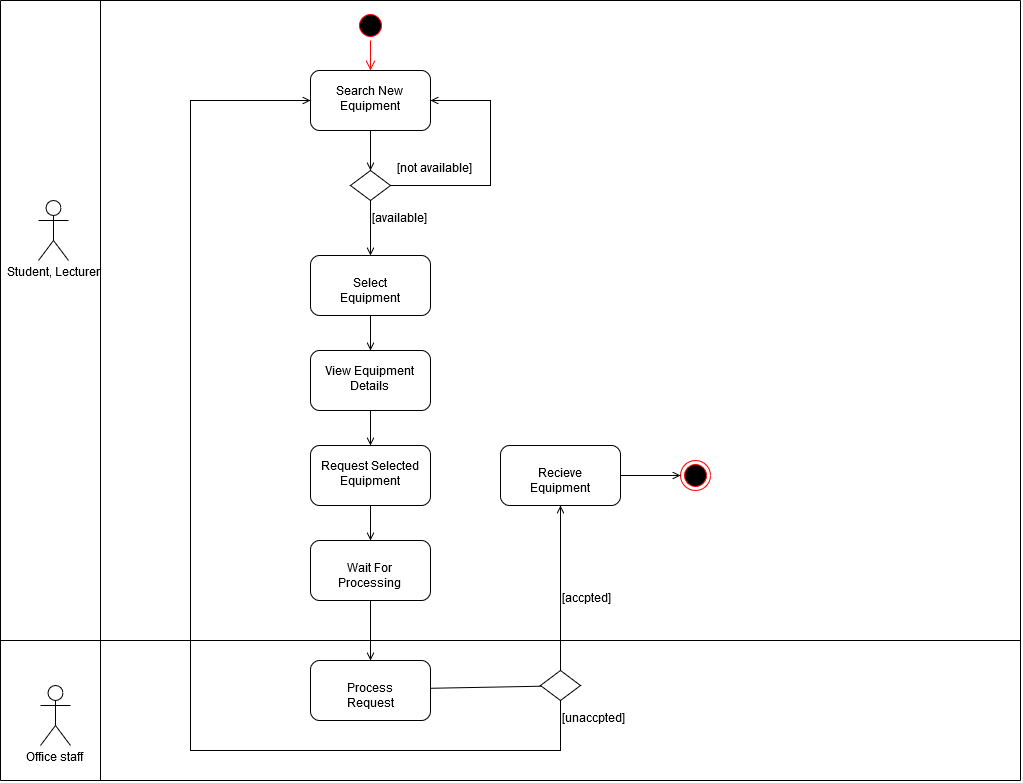 Search New
Equipment
[not available]
[available]
Student, Lecturer
Select
Equipment
View Equipment
Details
Request Selected
Equipment
Recieve
Equipment
Wait For
Processing
[accpted]
Process
Request
[unaccpted]
Office staff